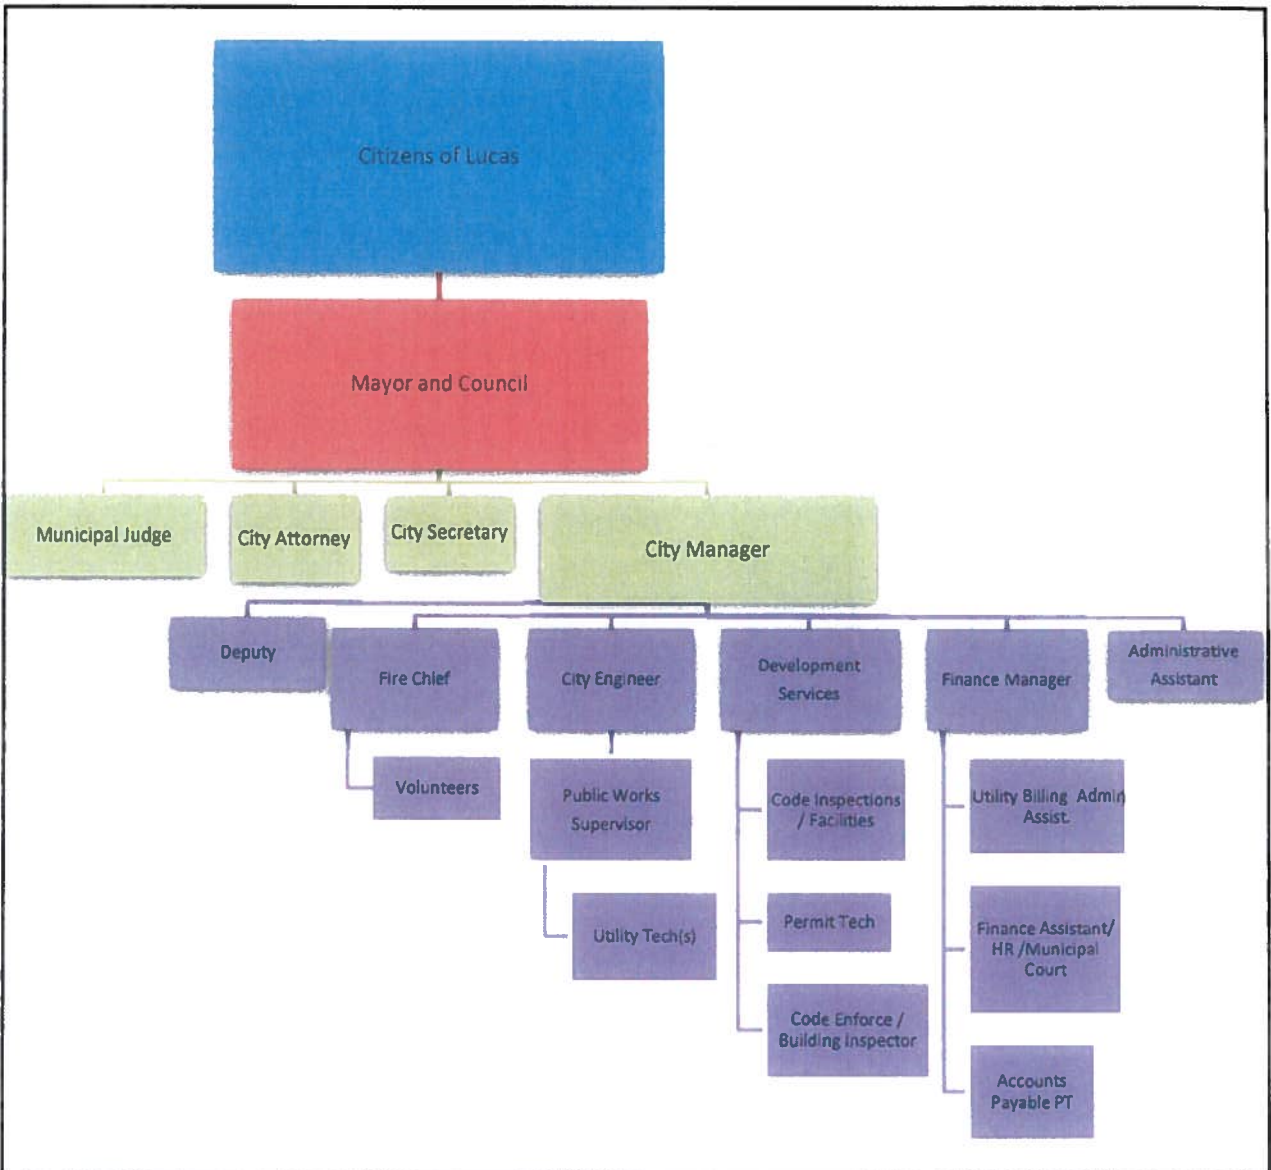 Citizens of Lucas
Mayor and Council
Municipal Judge
City Attorney
City Secretary
City Manager
Deputy
Fire Chief
City Engineer
Development
Services
Finance Manager
Administrative
Assistant
Volunteers
Public Works
Supervisor
Code Inspections
/ Facilities
Utility Billing Admin
Assist.
Utility Tech(s)
Permit Tech
Finance Assistant/
HR /Municipal
Court
Code Enforce /
Building Inspector
Accounts
Payable PT